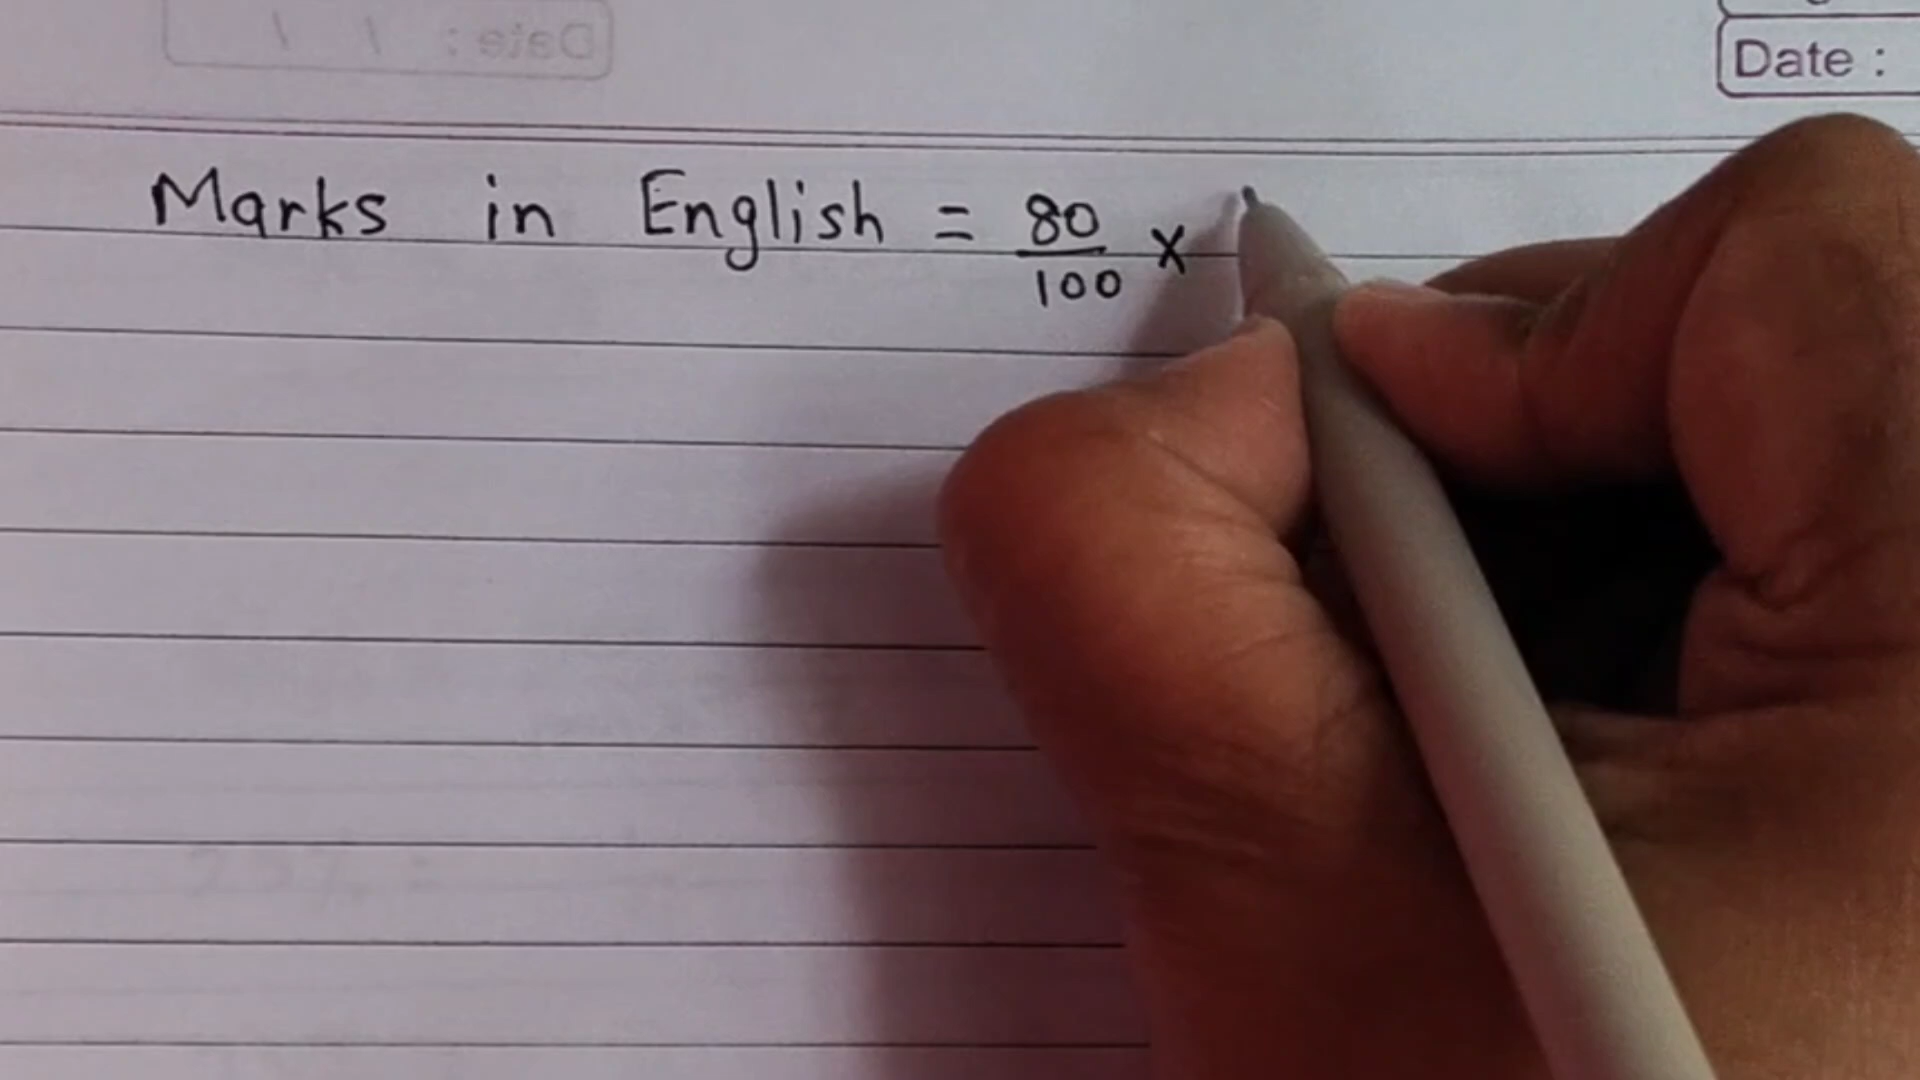 Date :
Marks in English = 80/100 ×